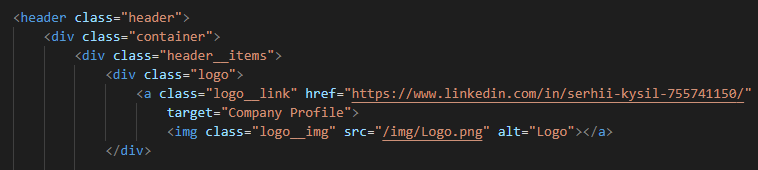 <header class="header">
<div class="container">
<div class="header__items">
<div class="logo">
<a class="logo__link" href="https://www.linkedin.com/in/serhii-kysil-755741150/"
target="Company Profile">
<img class="logo__img" src="/img/Logo.png" alt="Logo"></a>
</div>